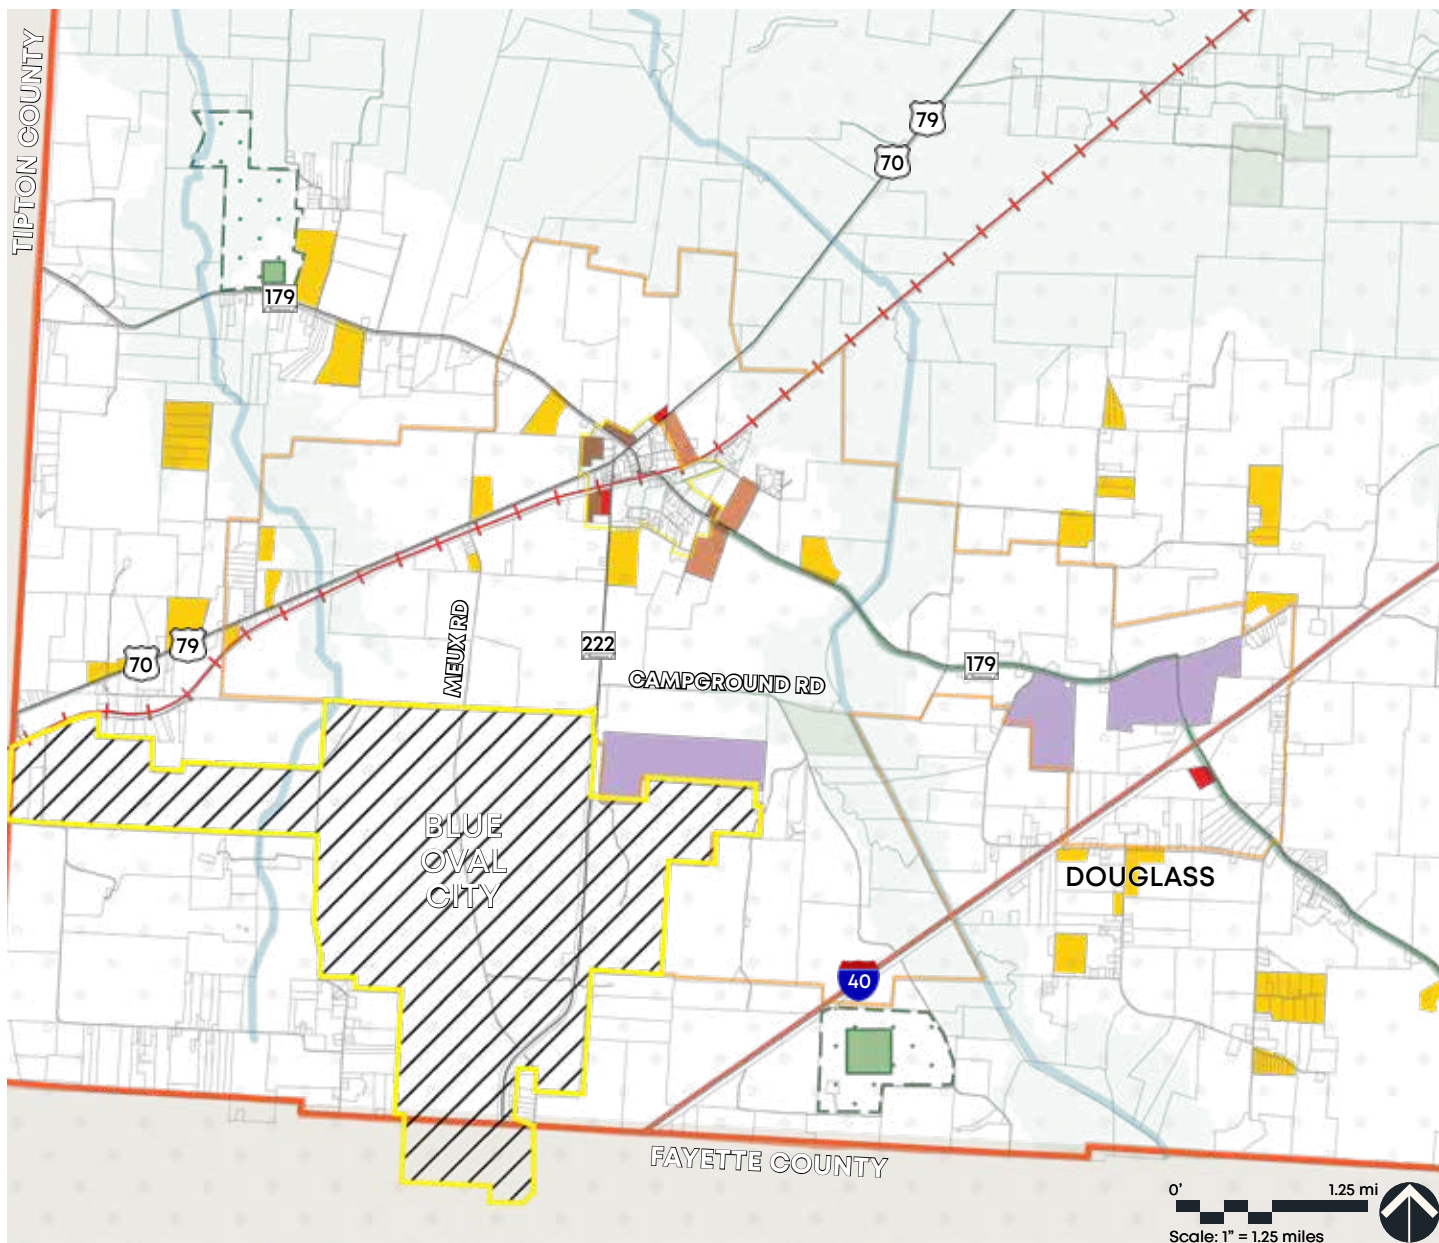 TIPTON COUNTY
79
70
179
79
70
MEUX RD
222
CAMPGROUND RD
179
BLUE
OVAL
CITY
DOUGLASS
40
FAYETTE COUNTY
0' 1.25 mi
Scale: 1" = 1.25 miles